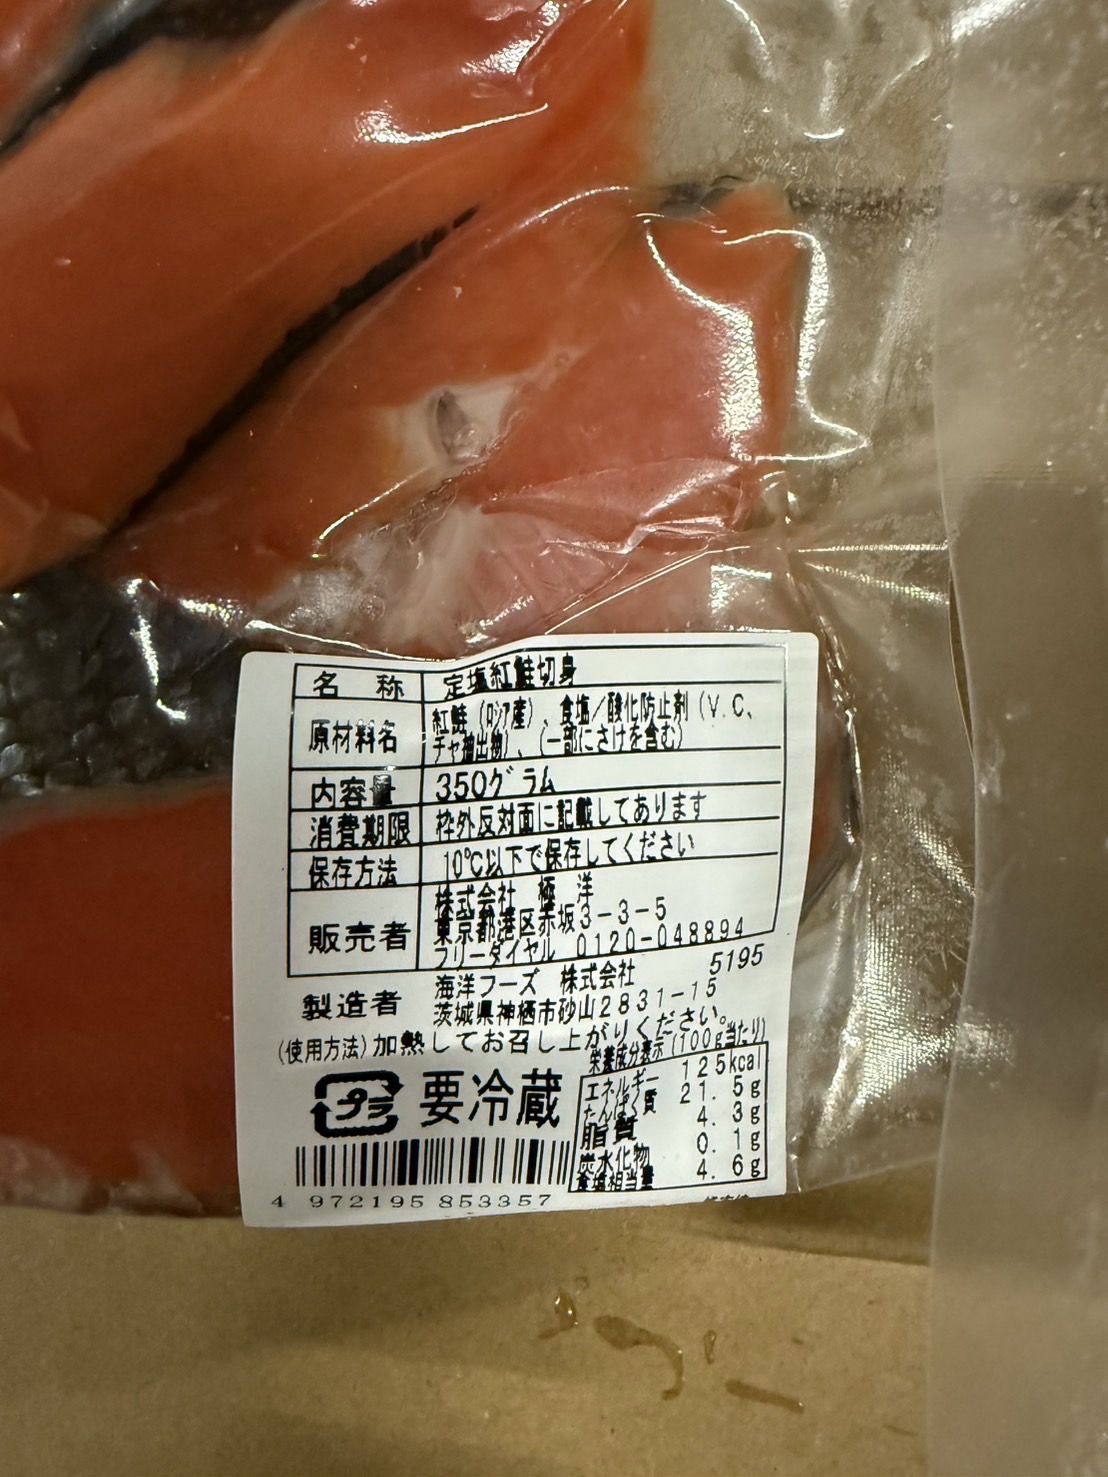 名 称 定塩紅鮭切身
原材料名 紅鮭(ロシア産)、食塩/酸化防止剤(V.C、
チャ抽出物)、(一部にさけを含む)
内容量 350グラム
消費期限 枠外反対面に記載してあります
保存方法 10℃以下で保存してください
販売者 株式会社 極 洋
東京都港区赤坂3-3-5
フリーダイヤル 0120-048894
5195
製造者 海洋フーズ 株式会社
茨城県神栖市砂山2831-15
(使用方法)加熱してお召し上がりください。
栄養成分表示(100g当たり)
エネルギー 125kcal
たんぱく質 21.5g
脂質 4.3g
炭水化物 0.1g
食塩相当量 4.6g
プラ 要冷蔵
4 972195 853357